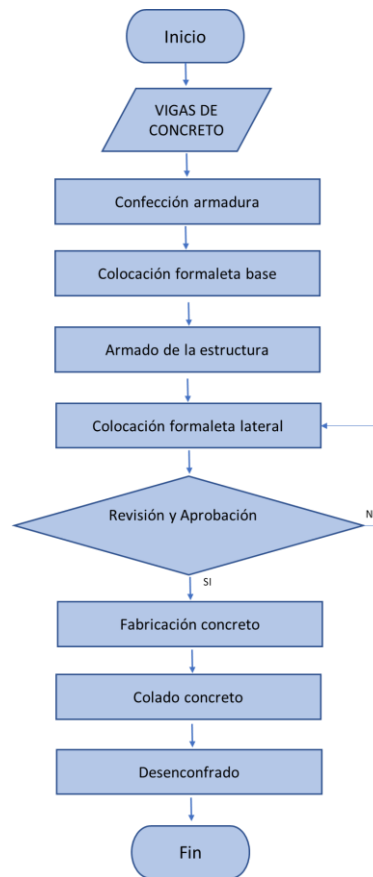 Inicio
VIGAS DE
CONCRETO
Confección armadura
Colocación formaleta base
Armado de la estructura
Colocación formaleta lateral
Revisión y Aprobación
N
SI
Fabricación concreto
Colado concreto
Desenconfrado
Fin